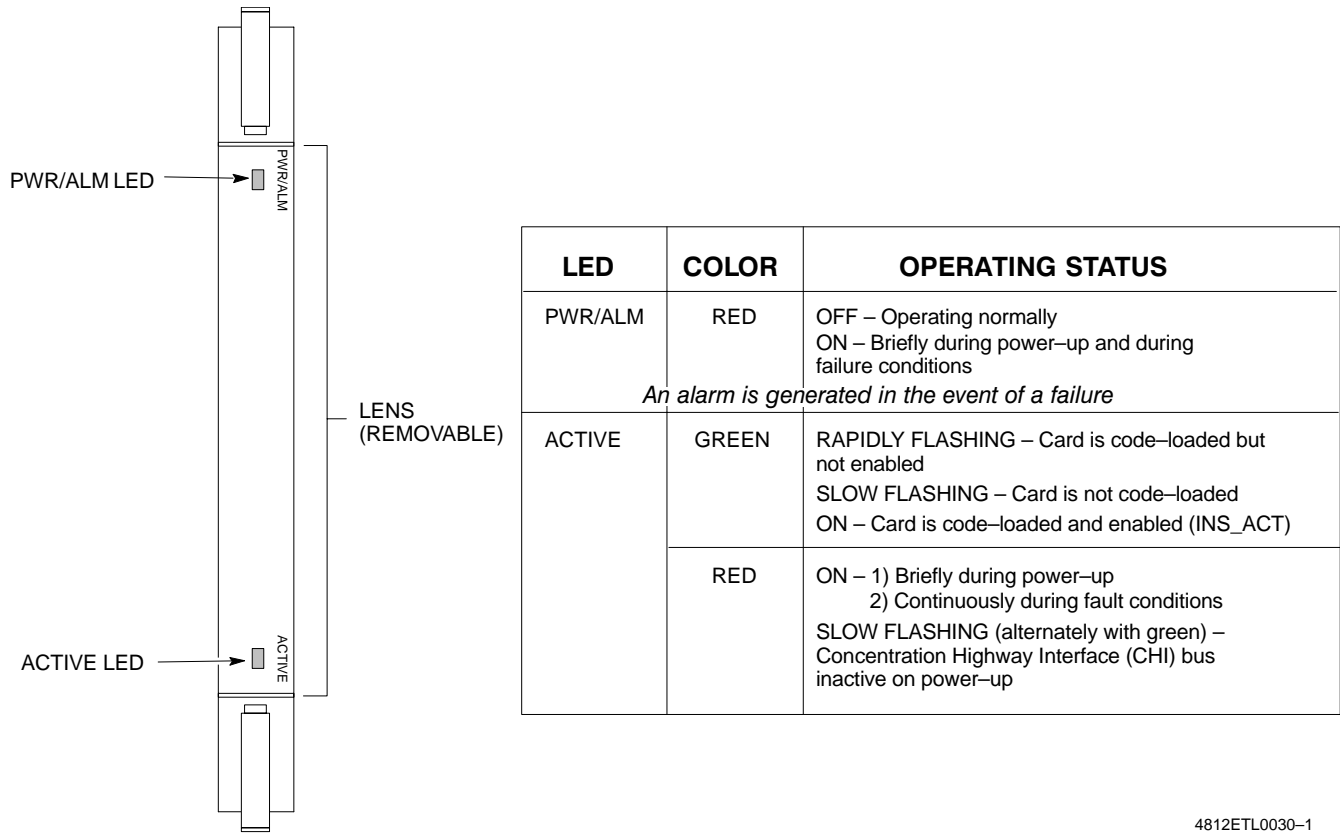 PWR/ALM LED
PWR/ALM
LENS
(REMOVABLE)
ACTIVE LED
ACTIVE
LED COLOR OPERATING STATUS
PWR/ALM RED OFF – Operating normally
ON – Briefly during power–up and during
failure conditions
An alarm is generated in the event of a failure
ACTIVE GREEN RAPIDLY FLASHING – Card is code–loaded but
not enabled
SLOW FLASHING – Card is not code–loaded
ON – Card is code–loaded and enabled (INS_ACT)
RED ON – 1) Briefly during power–up
2) Continuously during fault conditions
SLOW FLASHING (alternately with green) –
Concentration Highway Interface (CHI) bus
inactive on power–up
4812ETL0030–1